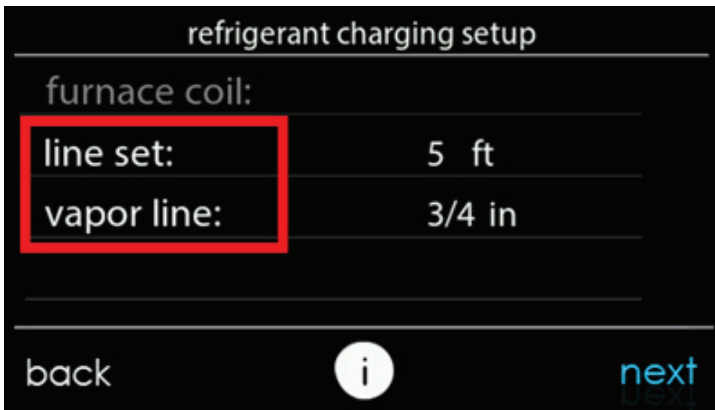 refrigerant charging setup
furnace coil:
line set: 5 ft
vapor line: 3/4 in
back i next